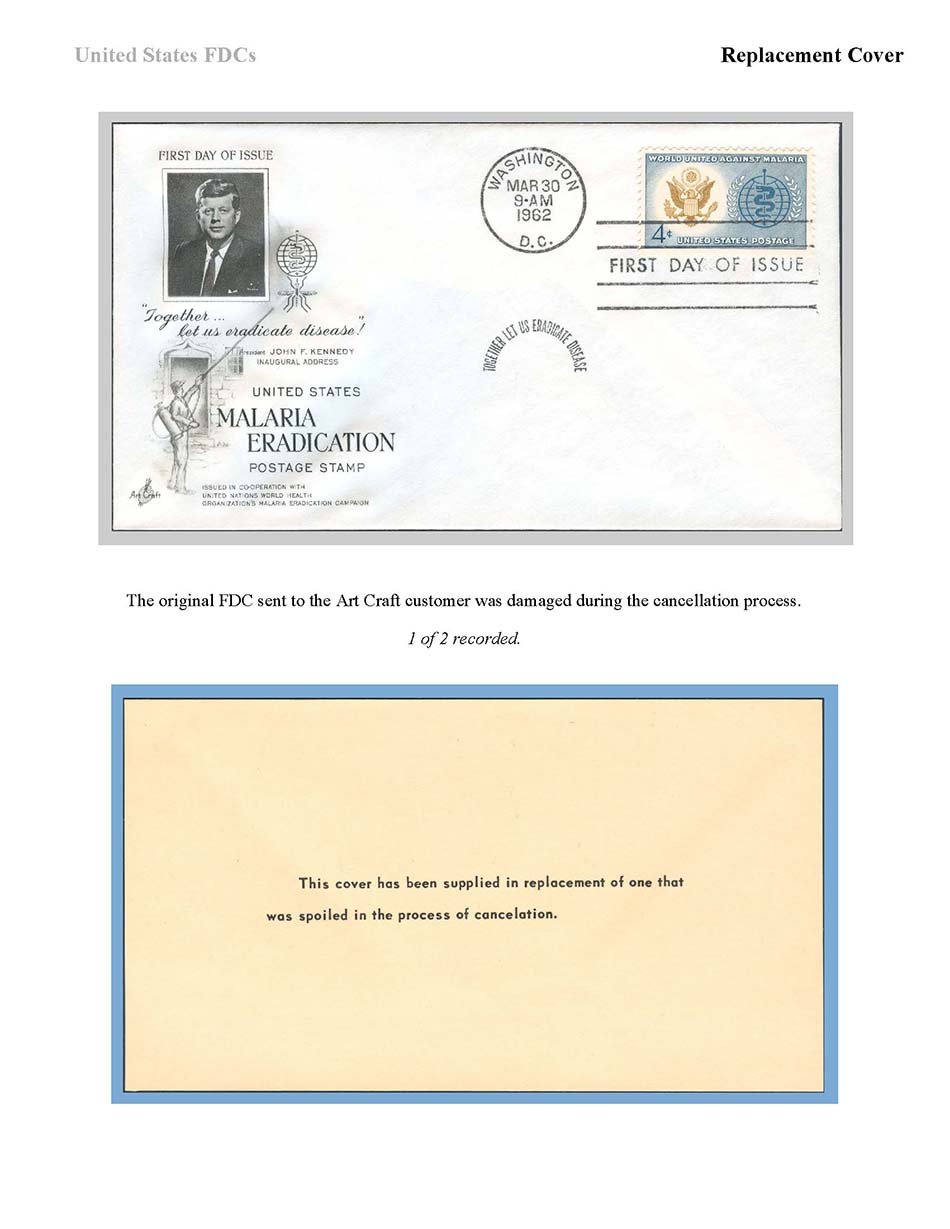 United States FDCs
Replacement Cover
FIRST DAY OF ISSUE
"Together ...
let us eradicate disease!"
President JOHN F. KENNEDY
INAUGURAL ADDRESS
UNITED STATES
MALARIA
ERADICATION
POSTAGE STAMP
ISSUED IN CO-OPERATION WITH
UNITED NATIONS WORLD HEALTH
ORGANIZATION'S MALARIA ERADICATION CAMPAIGN
Art Craft
WASHINGTON
MAR 30
9-AM
1962
D.C.
WORLD UNITED AGAINST MALARIA
4¢ UNITED STATES POSTAGE
FIRST DAY OF ISSUE
TOGETHER LET US ERADICATE DISEASE
The original FDC sent to the Art Craft customer was damaged during the cancellation process.
1 of 2 recorded.
This cover has been supplied in replacement of one that
was spoiled in the process of cancelation.